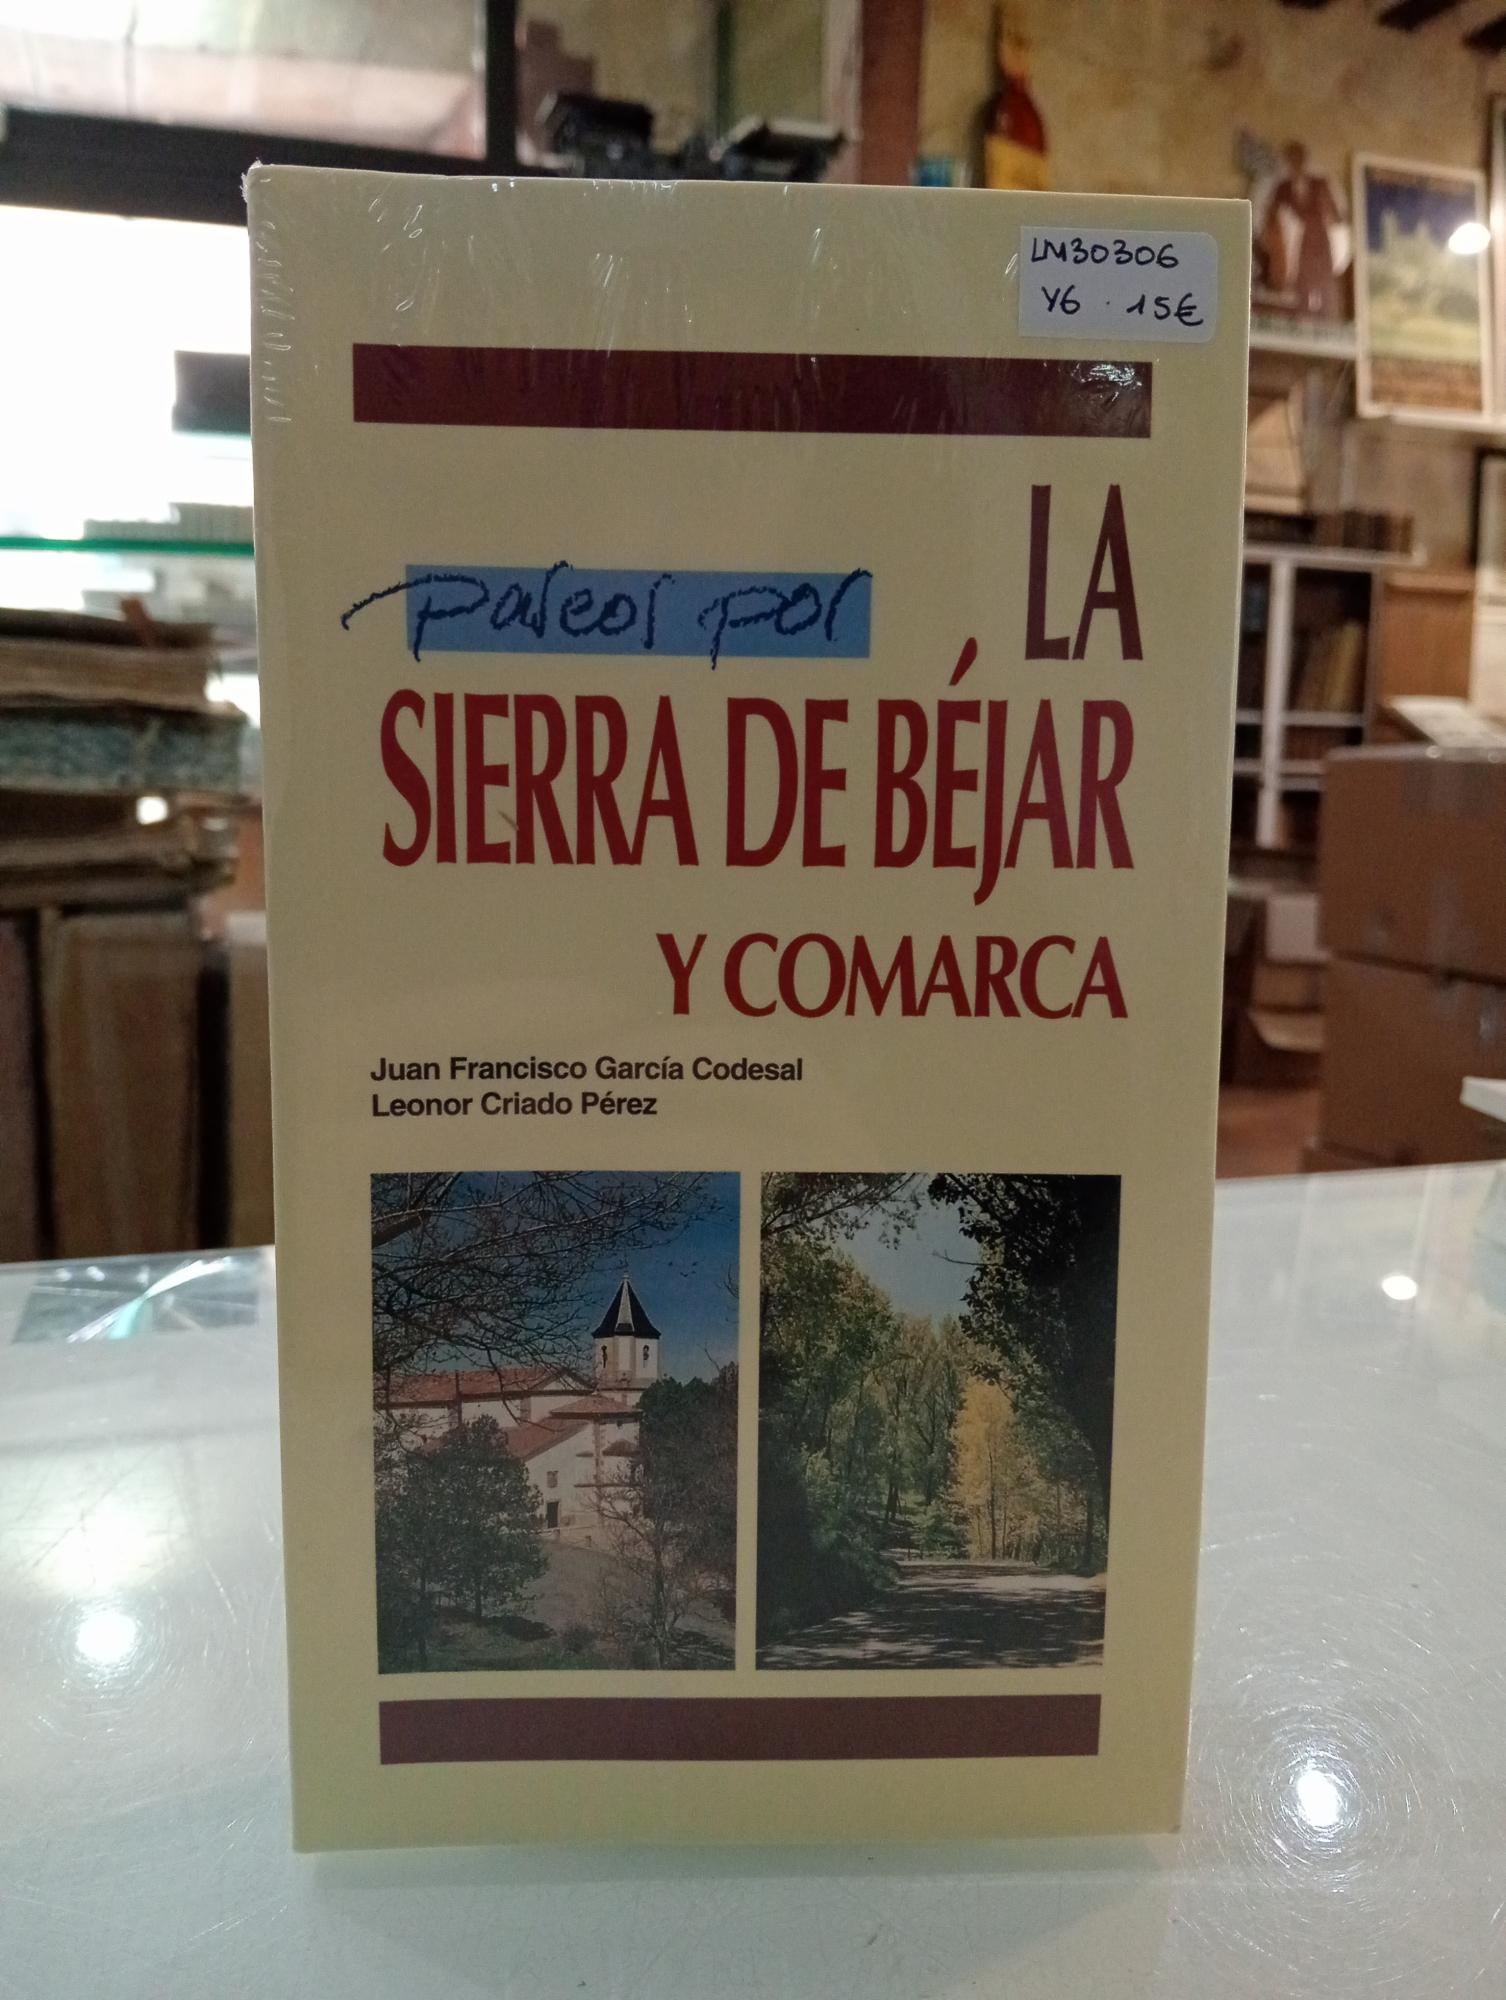 LM30306
Y6 · 15€
paseos por
LA
SIERRA DE BÉJAR
Y COMARCA
Juan Francisco García Codesal
Leonor Criado Pérez